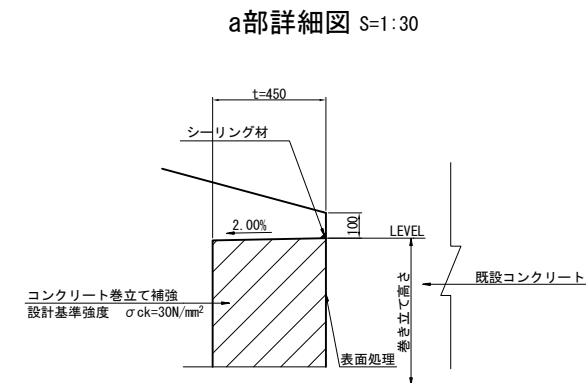 a部詳細図 S=1:30
t=450
シーリング材
2.00%
100
LEVEL
巻き立て高さ
既設コンクリート
コンクリート巻立て補強
設計基準強度 σck=30N/mm²
表面処理